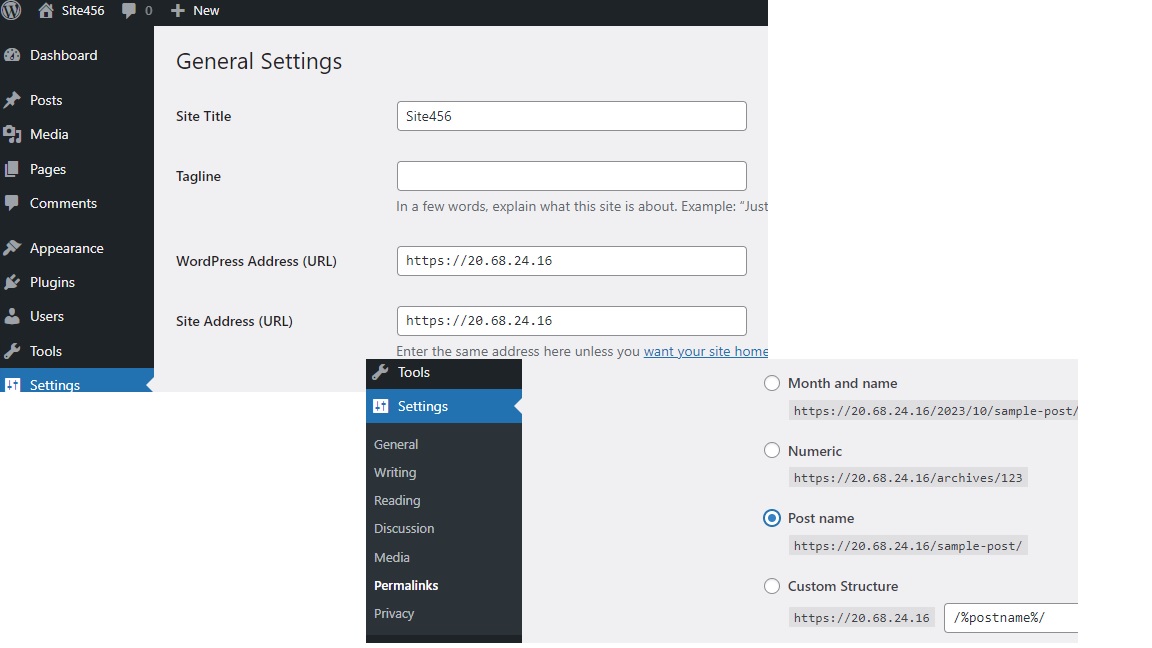 Site456 0 New
Dashboard
Posts
Media
Pages
Comments
Appearance
Plugins
Users
Tools
Settings
General Settings
Site Title Site456
Tagline
In a few words, explain what this site is about. Example: “Just
WordPress Address (URL) https://20.68.24.16
Site Address (URL) https://20.68.24.16
Enter the same address here unless you want your site home
Tools
Settings
General
Writing
Reading
Discussion
Media
Permalinks
Privacy
Month and name
https://20.68.24.16/2023/10/sample-post/
Numeric
https://20.68.24.16/archives/123
Post name
https://20.68.24.16/sample-post/
Custom Structure
https://20.68.24.16 /%postname%/